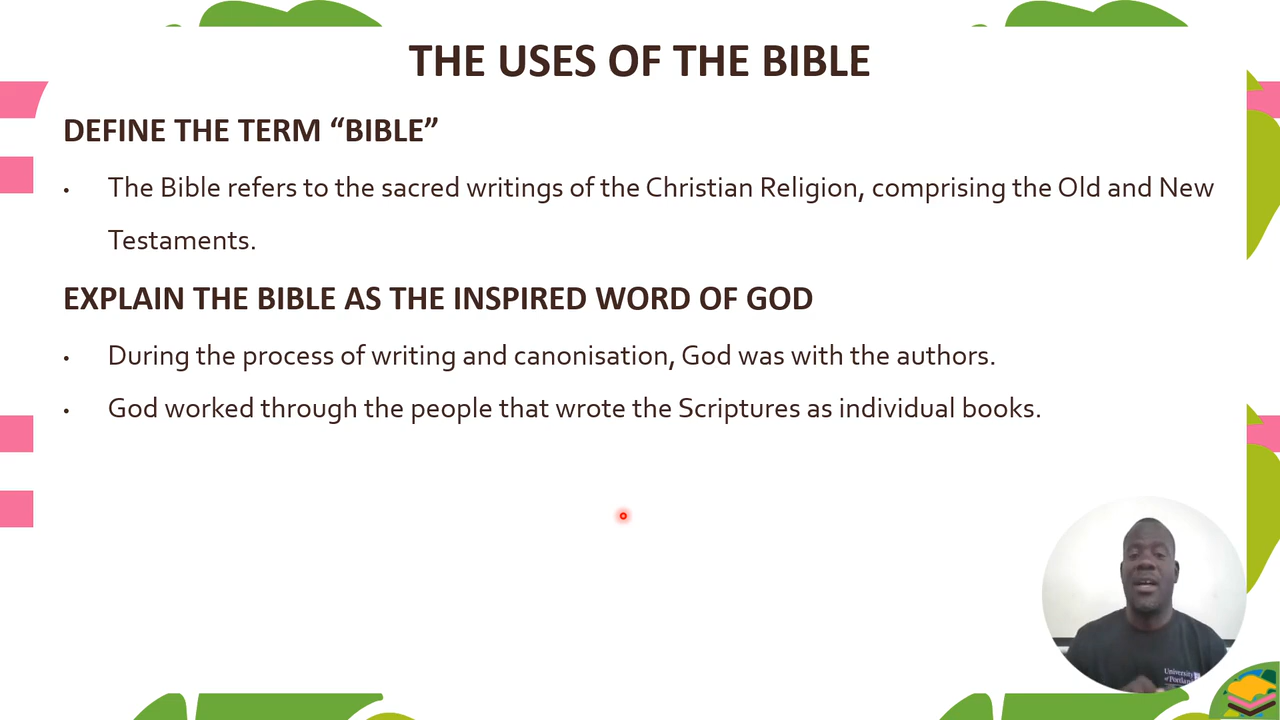 THE USES OF THE BIBLE
DEFINE THE TERM “BIBLE”
• The Bible refers to the sacred writings of the Christian Religion, comprising the Old and New
Testaments.
EXPLAIN THE BIBLE AS THE INSPIRED WORD OF GOD
• During the process of writing and canonisation, God was with the authors.
• God worked through the people that wrote the Scriptures as individual books.
University
of Portland